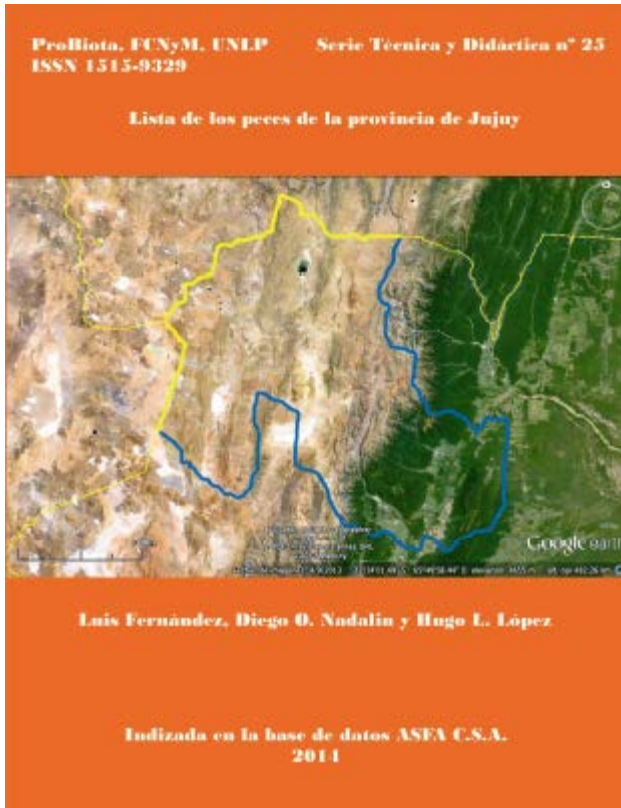 ProBiota, FCNyM, UNLP Serie Técnica y Didáctica n° 25
ISSN 1515-9329
Lista de los peces de la provincia de Jujuy
Google earth
Luis Fernández, Diego O. Nadalin y Hugo L. López
Indizada en la base de datos ASFA C.S.A.
2014